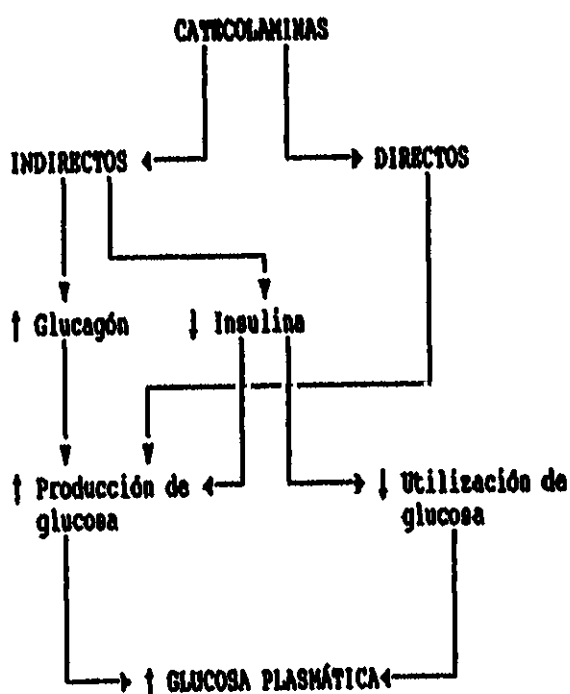 CATECOLAMINAS
INDIRECTOS
DIRECTOS
↑ Glucagón
↓ Insulina
↑ Producción de
glucosa
↓ Utilización de
glucosa
↑ GLUCOSA PLASMÁTICA